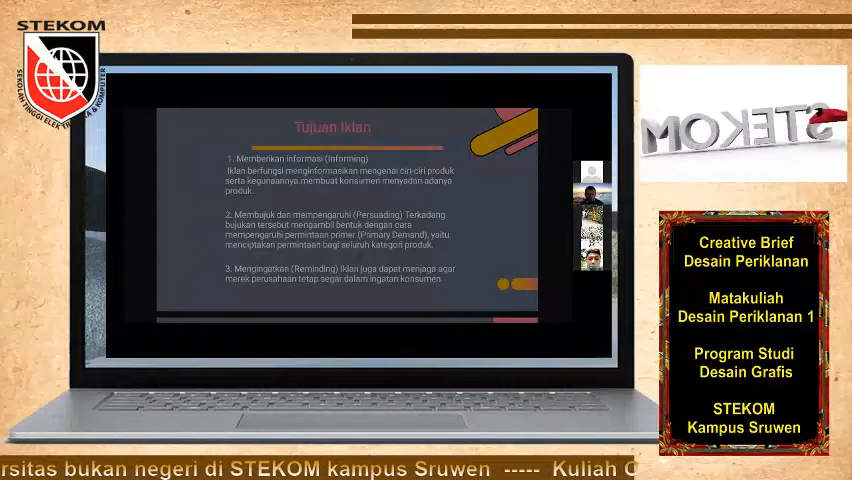 STEKOM
SEKOLAH TINGGI ELEKTRONIKA & KOMPUTER
Tujuan Iklan
1. Memberikan informasi (Informing)
Iklan berfungsi menginformasikan mengenai ciri-ciri produk
serta kegunaannya.membuat konsumen menyadari adanya
produk.
2. Membujuk dan mempengaruhi (Persuading) Terkadang
bujukan tersebut mengambil bentuk dengan cara
mempengaruhi permintaan primer (Primary Demand), yaitu
menciptakan permintaan bagi seluruh kategori produk.
3. Mengingatkan (Reminding) Iklan juga dapat menjaga agar
merek perusahaan tetap segar dalam ingatan konsumen.
STEKOM
Creative Brief
Desain Periklanan
Matakuliah
Desain Periklanan 1
Program Studi
Desain Grafis
STEKOM
Kampus Sruwen
rsitas bukan negeri di STEKOM kampus Sruwen ----- Kuliah